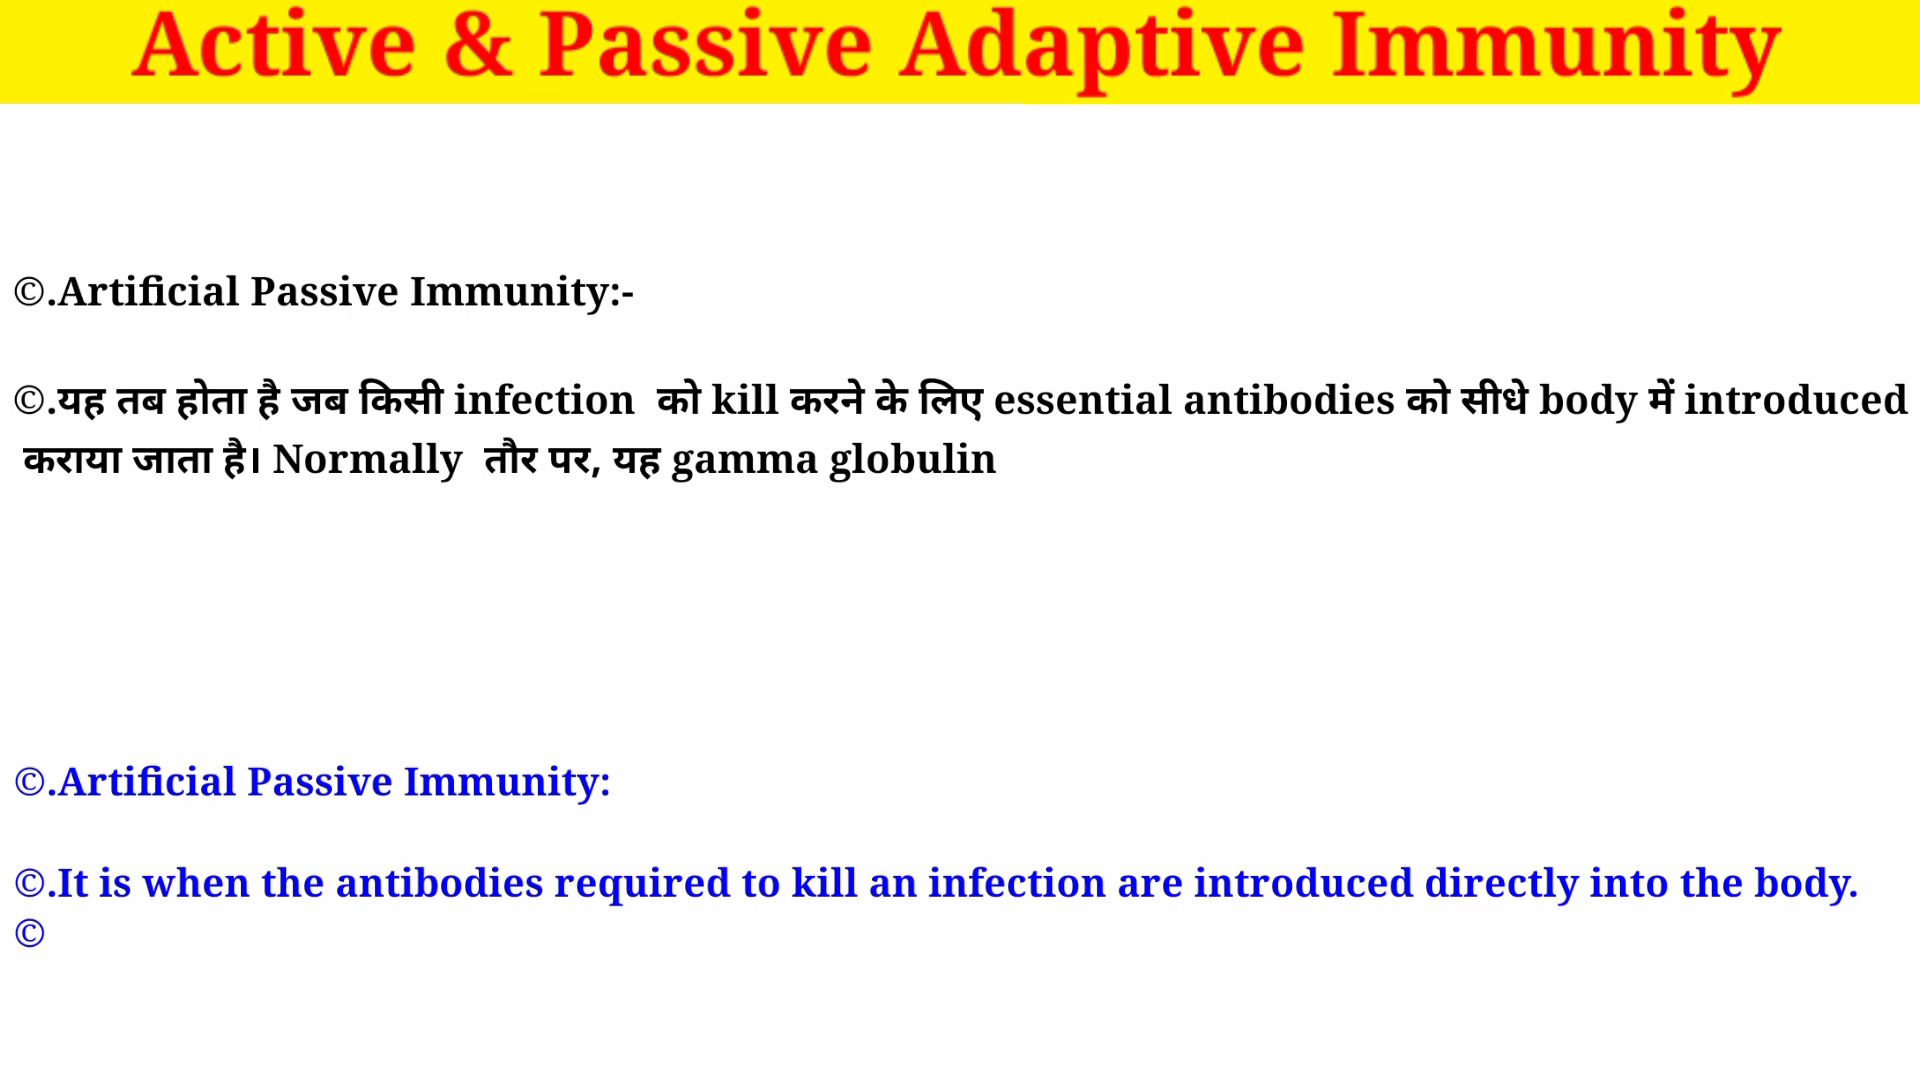 Active & Passive Adaptive Immunity
©.Artificial Passive Immunity:-
©.यह तब होता है जब किसी infection को kill करने के लिए essential antibodies को सीधे body में introduced
कराया जाता है। Normally तौर पर, यह gamma globulin
©.Artificial Passive Immunity:
©.It is when the antibodies required to kill an infection are introduced directly into the body.
©